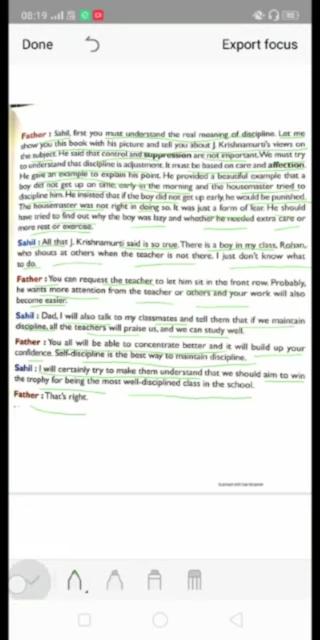 08:19
Done
Export focus
Father : Sahil, first you must understand the real meaning of discipline. Let me
show you this book with his picture and tell you about J. Krishnamurti's views on
the subject. He said that control and suppression are not important. We must try
to understand that discipline is adjustment. It must be based on care and affection.
He gave an example to explain his point. He provided a beautiful example that a
boy did not get up on time, early in the morning and the housemaster tried to
discipline him. He insisted that if the boy did not get up early, he would be punished.
The housemaster was not right in doing so. It was just a form of fear. He should
have tried to find out why the boy was lazy and whether he needed extra care or
more rest or exercise.
Sahil : All that J. Krishnamurti said is so true. There is a boy in my class, Rohan,
who shouts at others when the teacher is not there. I just don't know what
to do.
Father : You can request the teacher to let him sit in the front row. Probably,
he wants more attention from the teacher or others and your work will also
become easier.
Sahil : Dad, I will also talk to my classmates and tell them that if we maintain
discipline, all the teachers will praise us, and we can study well.
Father : You all will be able to concentrate better and it will build up your
confidence. Self-discipline is the best way to maintain discipline.
Sahil : I will certainly try to make them understand that we should aim to win
the trophy for being the most well-disciplined class in the school.
Father : That's right.